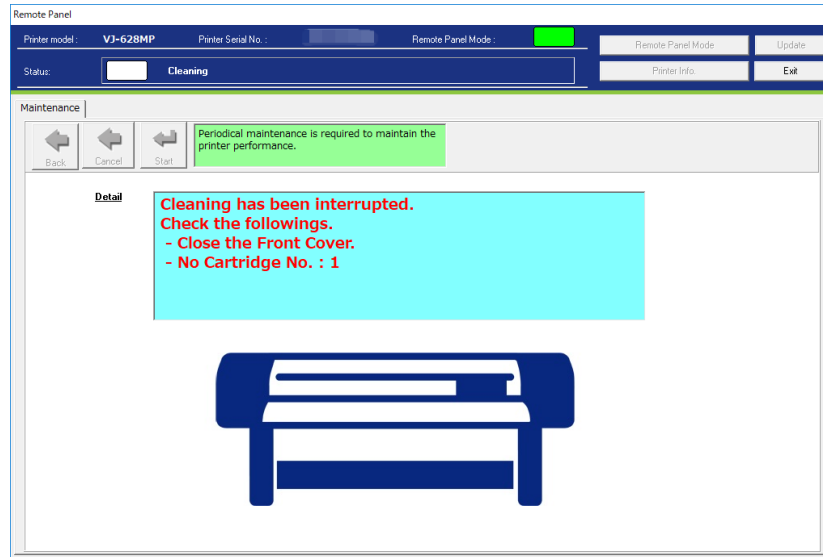 Remote Panel
Printer model : VJ-628MP Printer Serial No. : Remote Panel Mode : Remote Panel Mode Update
Status: Cleaning Printer Info. Exit
Maintenance
Back Cancel Start
Periodical maintenance is required to maintain the
printer performance.
Detail
Cleaning has been interrupted.
Check the followings.
- Close the Front Cover.
- No Cartridge No. : 1